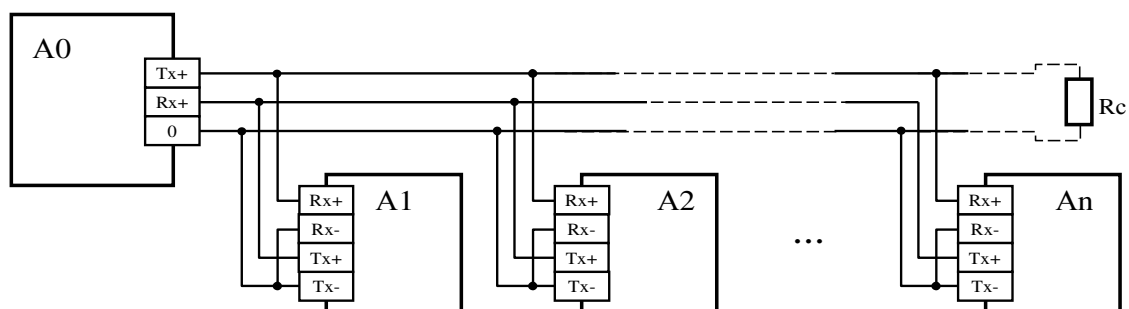 A0
Tx+
Rx+
0
Rc
A1
Rx+
Rx-
Tx+
Tx-
A2
Rx+
Rx-
Tx+
Tx-
...
An
Rx+
Rx-
Tx+
Tx-